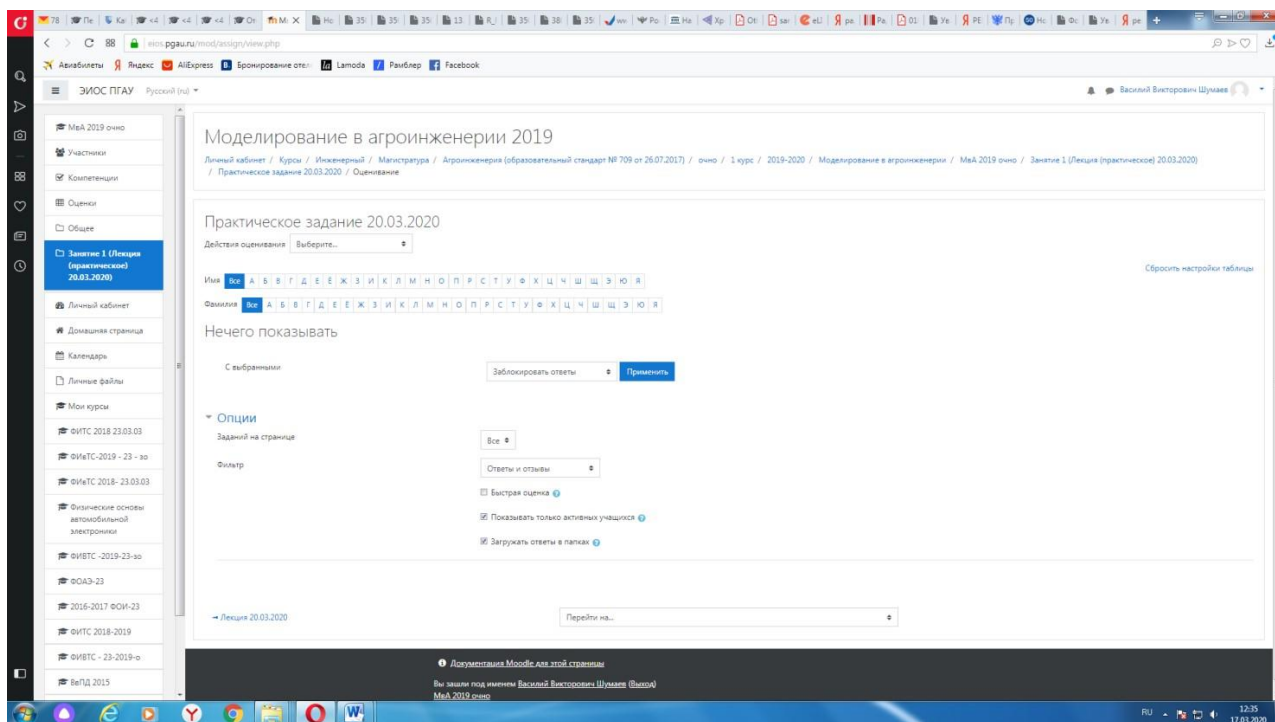 eios.pgau.ru/mod/assign/view.php
Авиабилеты Яндекс AliExpress Бронирование отел Lamoda Рамблер Facebook
ЭИОС ПГАУ Русский (ru)
Василий Викторович Шумаев
МвА 2019 очно
Участники
Компетенции
Оценки
Общее
Занятие 1 (Лекция
(практическое)
20.03.2020)
Личный кабинет
Домашняя страница
Календарь
Личные файлы
Мои курсы
ФИТС 2018 23.03.03
ФИвТС-2019 - 23 - зо
ФИвТС 2018- 23.03.03
Физические основы
автомобильной
электроники
ФИВТС -2019-23-зо
ФОАЭ-23
2016-2017 ФОИ-23
ФИТС 2018-2019
ФИВТС - 23-2019-о
ВвПД 2015
Моделирование в агроинженерии 2019
Личный кабинет / Курсы / Инженерный / Магистратура / Агроинженерия (образовательный стандарт № 709 от 26.07.2017) / очно / 1 курс / 2019-2020 / Моделирование в агроинженерии / МвА 2019 очно / Занятие 1 (Лекция (практическое) 20.03.2020)
/ Практическое задание 20.03.2020 / Оценивание
Практическое задание 20.03.2020
Действия оценивания Выберите...
Сбросить настройки таблицы
Имя Все А Б В Г Д Е Ё Ж З И К Л М Н О П Р С Т У Ф Х Ц Ч Ш Щ Э Ю Я
Фамилия Все А Б В Г Д Е Ё Ж З И К Л М Н О П Р С Т У Ф Х Ц Ч Ш Щ Э Ю Я
Нечего показывать
С выбранными Заблокировать ответы Применить
Опции
Заданий на странице Все
Фильтр Ответы и отзывы
Быстрая оценка
Показывать только активных учащихся
Загружать ответы в папках
Лекция 20.03.2020 Перейти на...
Документация Moodle для этой страницы
Вы зашли под именем Василий Викторович Шумаев (Выход)
МвА 2019 очно
RU 12:35
17.03.2020